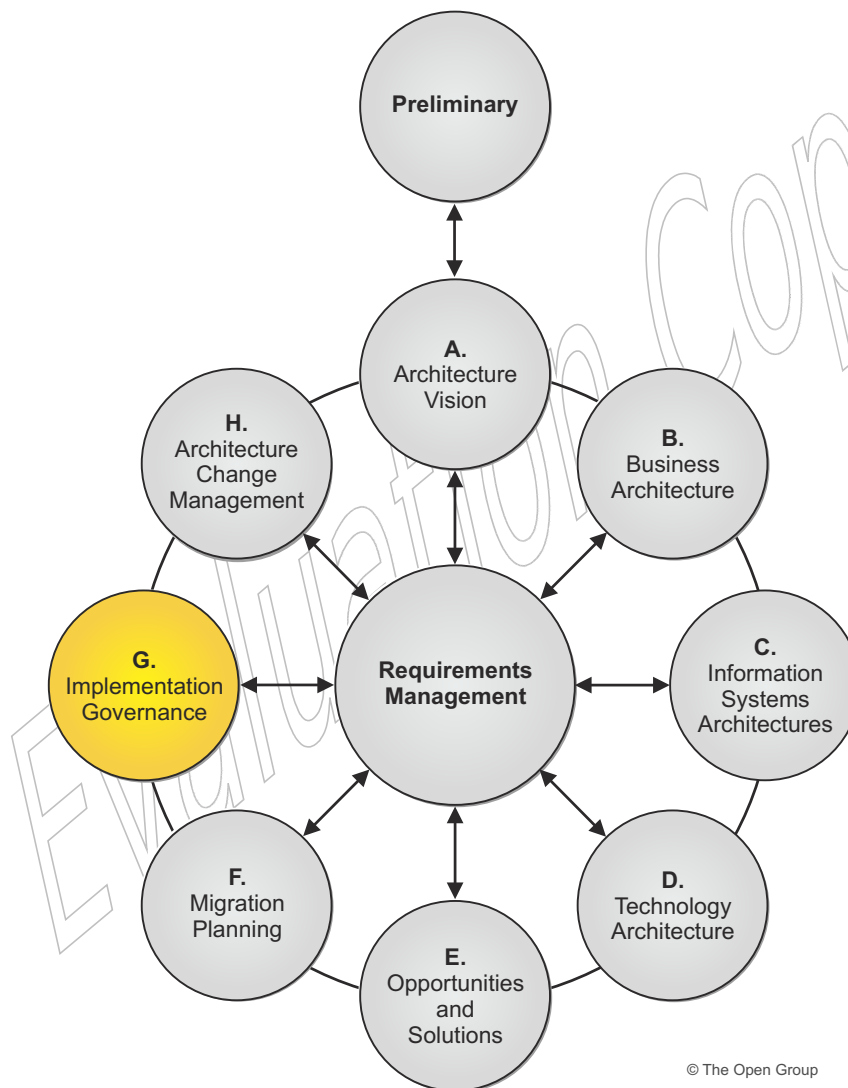 Preliminary
A.
Architecture
Vision
H.
Architecture
Change
Management
B.
Business
Architecture
G.
Implementation
Governance
Requirements
Management
C.
Information
Systems
Architectures
F.
Migration
Planning
D.
Technology
Architecture
E.
Opportunities
and
Solutions
Evaluation Cop
© The Open Group